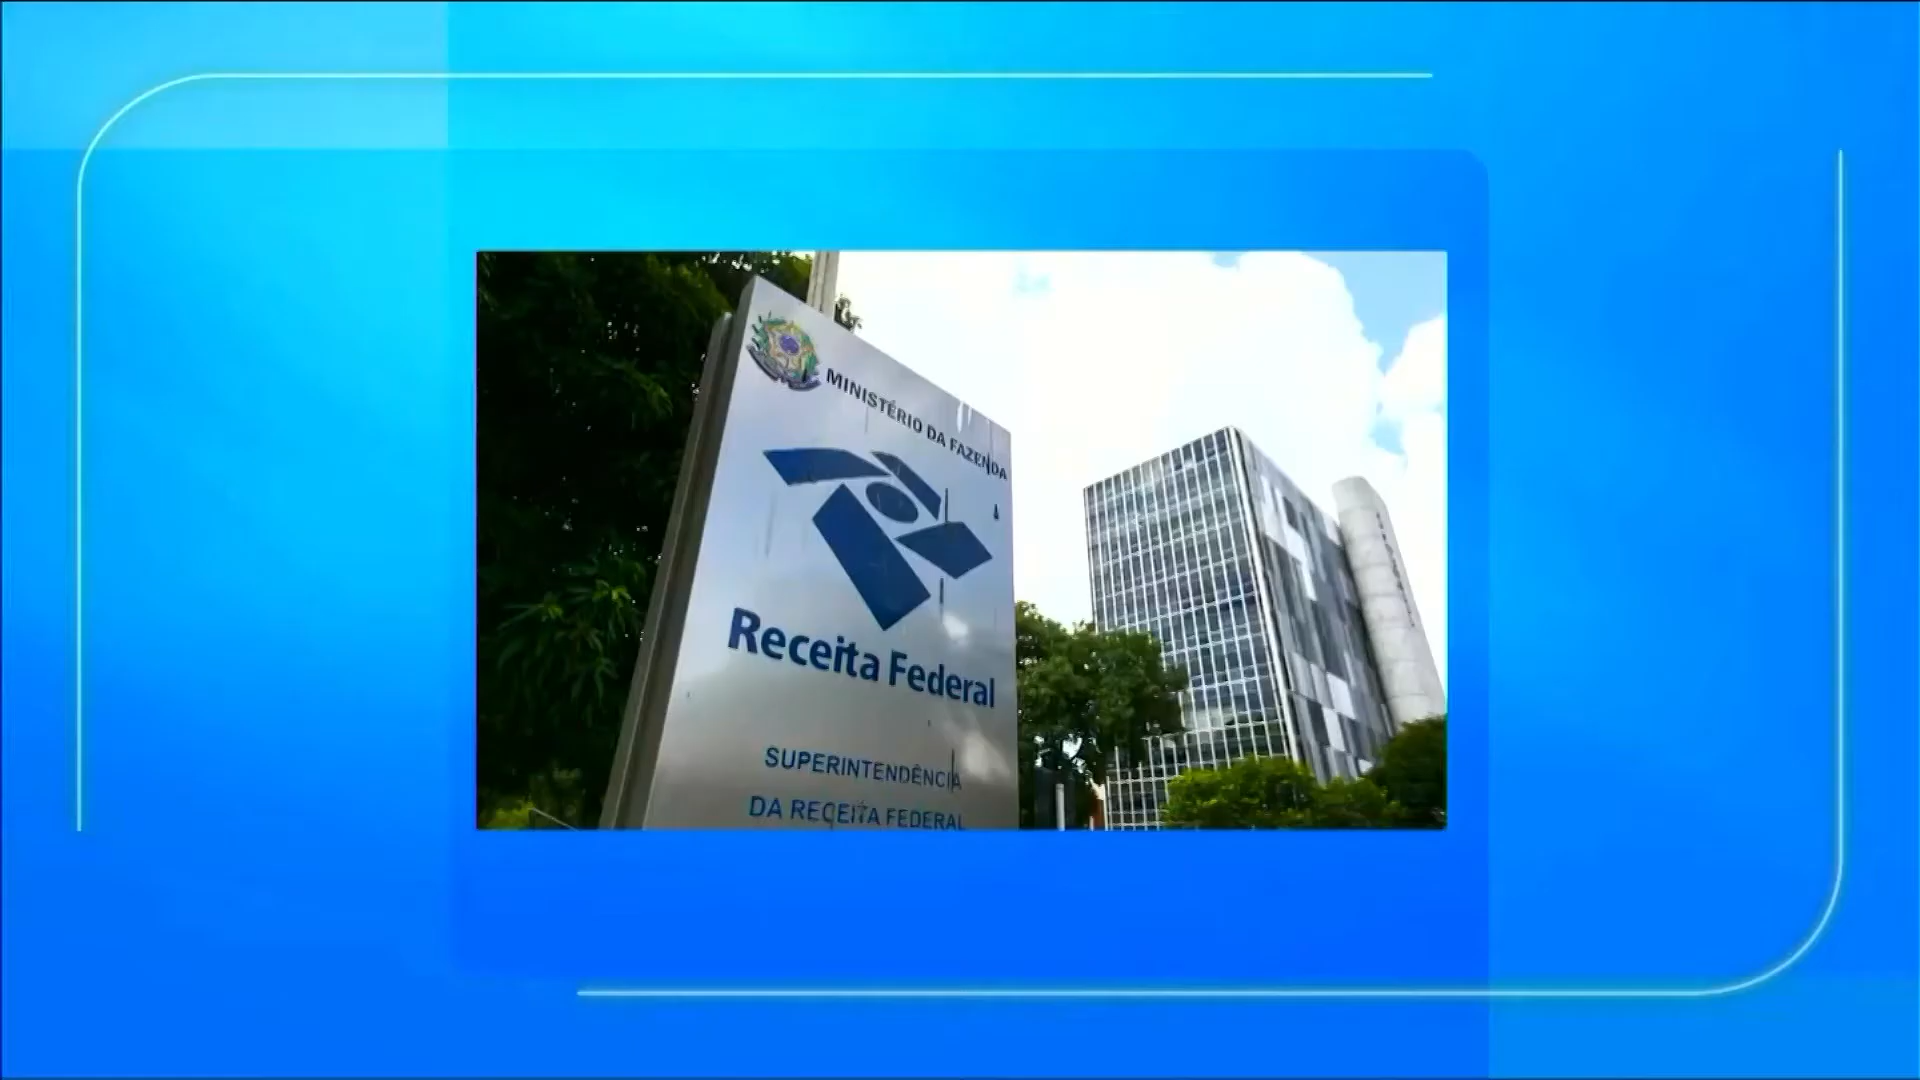 MINISTÉRIO DA FAZENDA
Receita Federal
SUPERINTENDÊNCIA
DA RECEITA FEDERAL